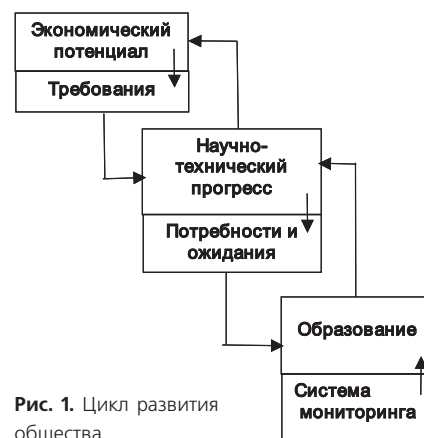 Экономический
потенциал
Требования
Научно-
технический
прогресс
Потребности и
ожидания
Образование
Система
мониторинга
Рис. 1. Цикл развития
общества